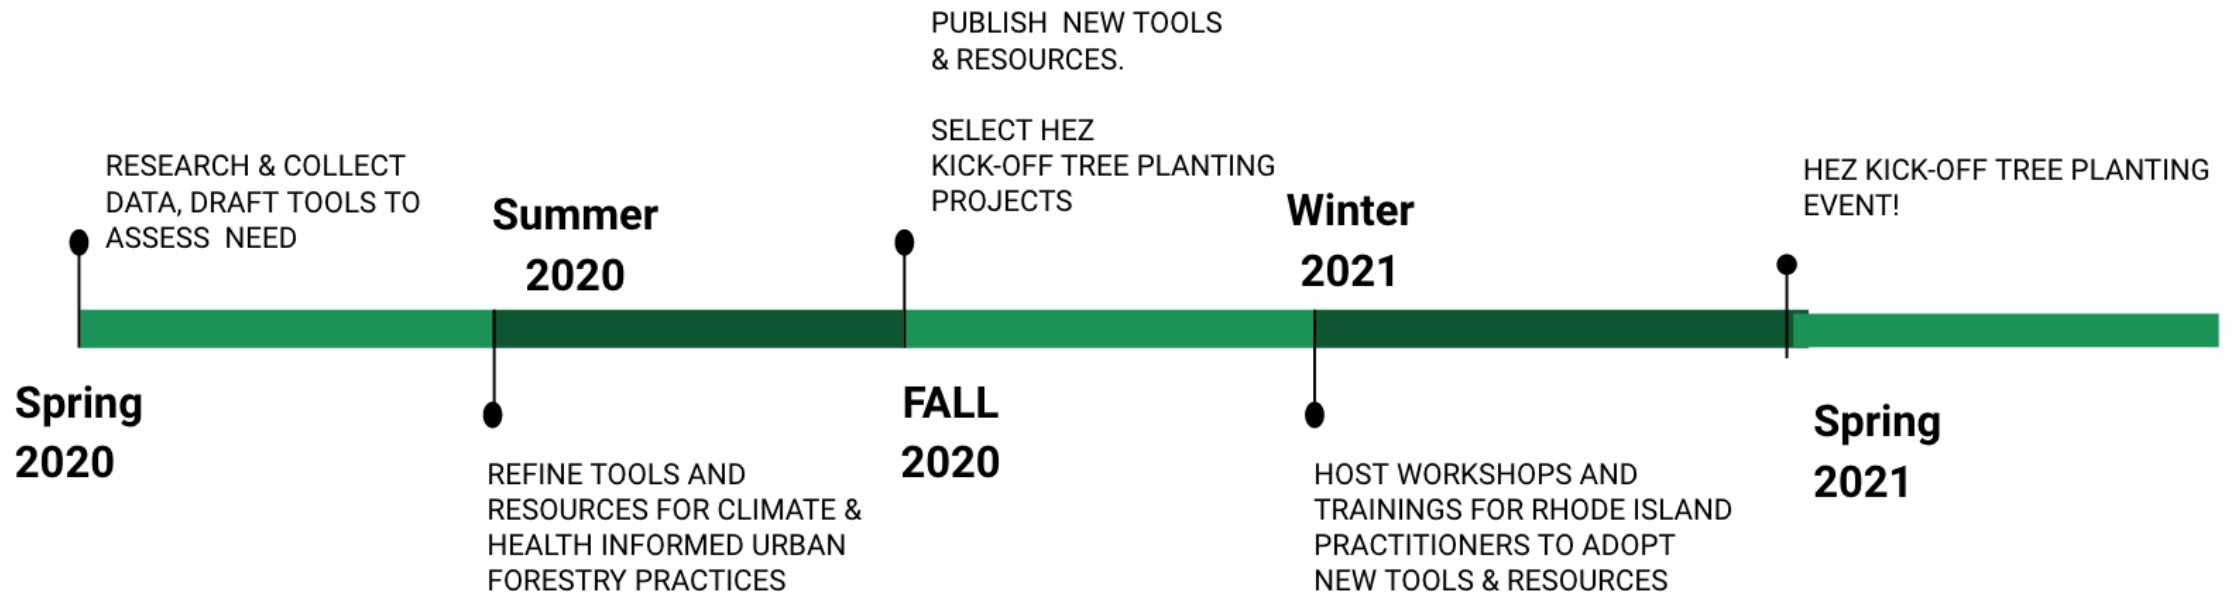 Spring
2020
RESEARCH & COLLECT
DATA, DRAFT TOOLS TO
ASSESS NEED
Summer
2020
REFINE TOOLS AND
RESOURCES FOR CLIMATE &
HEALTH INFORMED URBAN
FORESTRY PRACTICES
PUBLISH NEW TOOLS
& RESOURCES.
SELECT HEZ
KICK-OFF TREE PLANTING
PROJECTS
FALL
2020
Winter
2021
HOST WORKSHOPS AND
TRAININGS FOR RHODE ISLAND
PRACTITIONERS TO ADOPT
NEW TOOLS & RESOURCES
HEZ KICK-OFF TREE PLANTING
EVENT!
Spring
2021